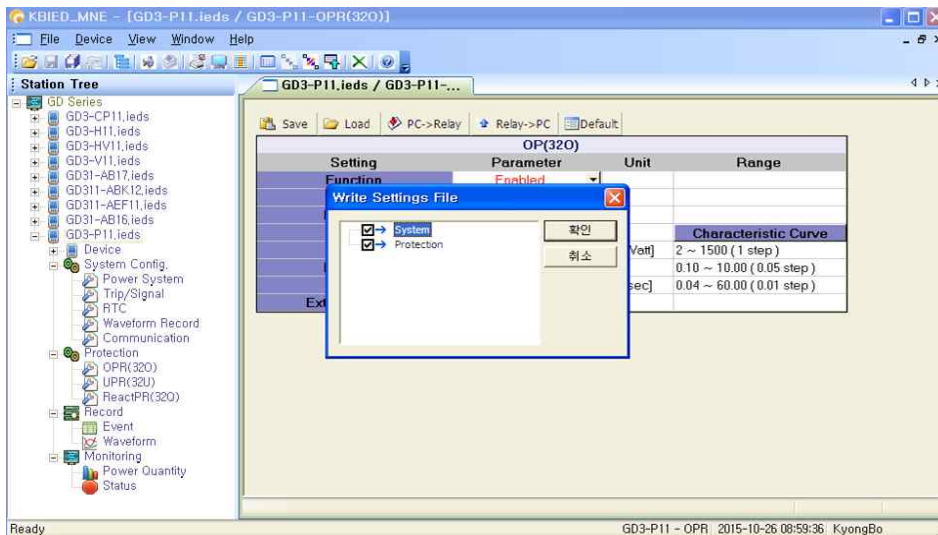 KBIED_MNE - [GD3-P11.ieds / GD3-P11-OPR(32O)]
File Device View Window Help
Station Tree
GD3-P11.ieds / GD3-P11-...
GD Series
GD3-CP11.ieds
GD3-H11.ieds
GD3-HV11.ieds
GD3-V11.ieds
GD31-AB17.ieds
GD311-ABK12.ieds
GD311-AEF11.ieds
GD31-AB16.ieds
GD3-P11.ieds
Device
System Config.
Power System
Trip/Signal
RTC
Waveform Record
Communication
Protection
OPR(32O)
UPR(32U)
ReactPR(32Q)
Record
Event
Waveform
Monitoring
Power Quantity
Status
Save Load PC->Relay Relay->PC Default
OP(32O)
Setting Parameter Unit Range
Function Enabled
Characteristic Curve
Watt] 2 ~ 1500 ( 1 step )
0.10 ~ 10.00 ( 0.05 step )
sec] 0.04 ~ 60.00 ( 0.01 step )
Ext
Write Settings File
System
Protection
확인
취소
Ready GD3-P11 - OPR 2015-10-26 08:59:36 KyongBo